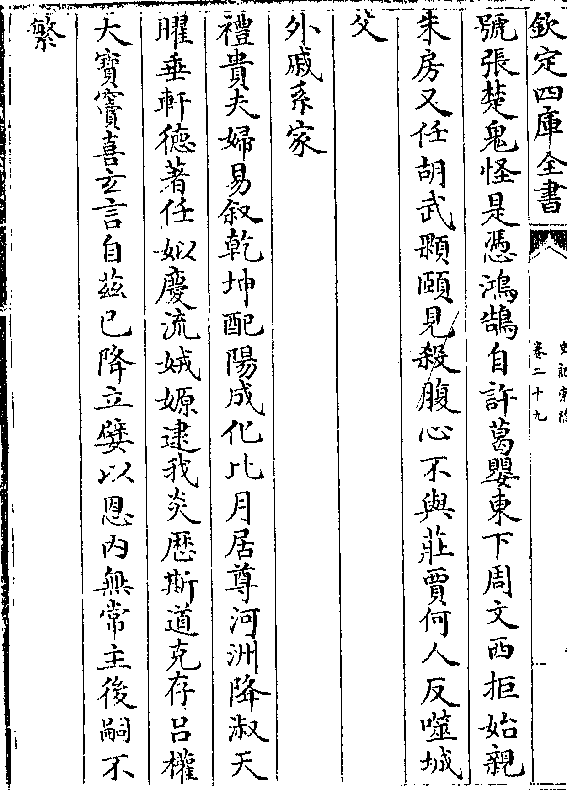 欽定四庫全書
史記索隱
卷二十九
號張楚鬼怪是憑鴻鵠自許葛嬰東下周文西拒始親
朱房又任胡武顆頤見殺腹心不與莊賈何人反噬城
父
外戚系家
禮貴夫婦易叙乾坤配陽成化比月居尊河洲降淑天
曜垂軒德著任姒慶流娀嫄逮我炎歴斯道克存呂權
大寳竇喜玄言自兹已降立嬖以恩内無常主後嗣不
繁